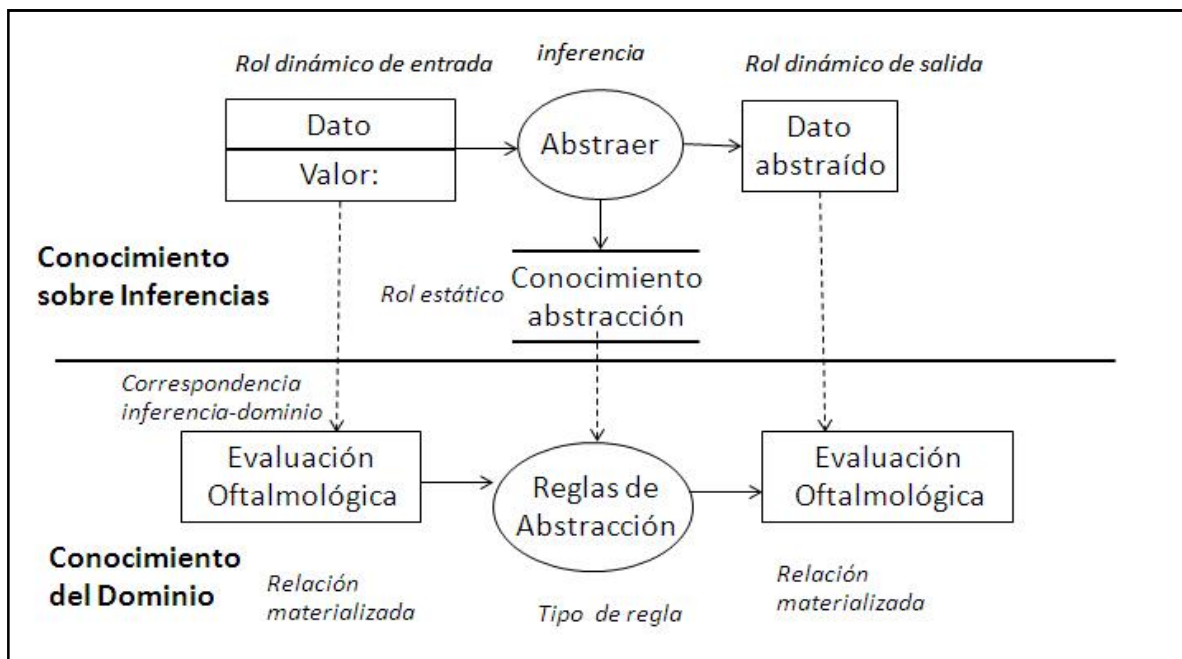 Rol dinámico de entrada
inferencia
Rol dinámico de salida
Dato
Valor:
Abstraer
Dato
abstraído
Conocimiento
sobre Inferencias
Rol estático
Conocimiento
abstracción
Correspondencia
inferencia-dominio
Evaluación
Oftalmológica
Reglas de
Abstracción
Evaluación
Oftalmológica
Conocimiento
del Dominio
Relación
materializada
Tipo de regla
Relación
materializada